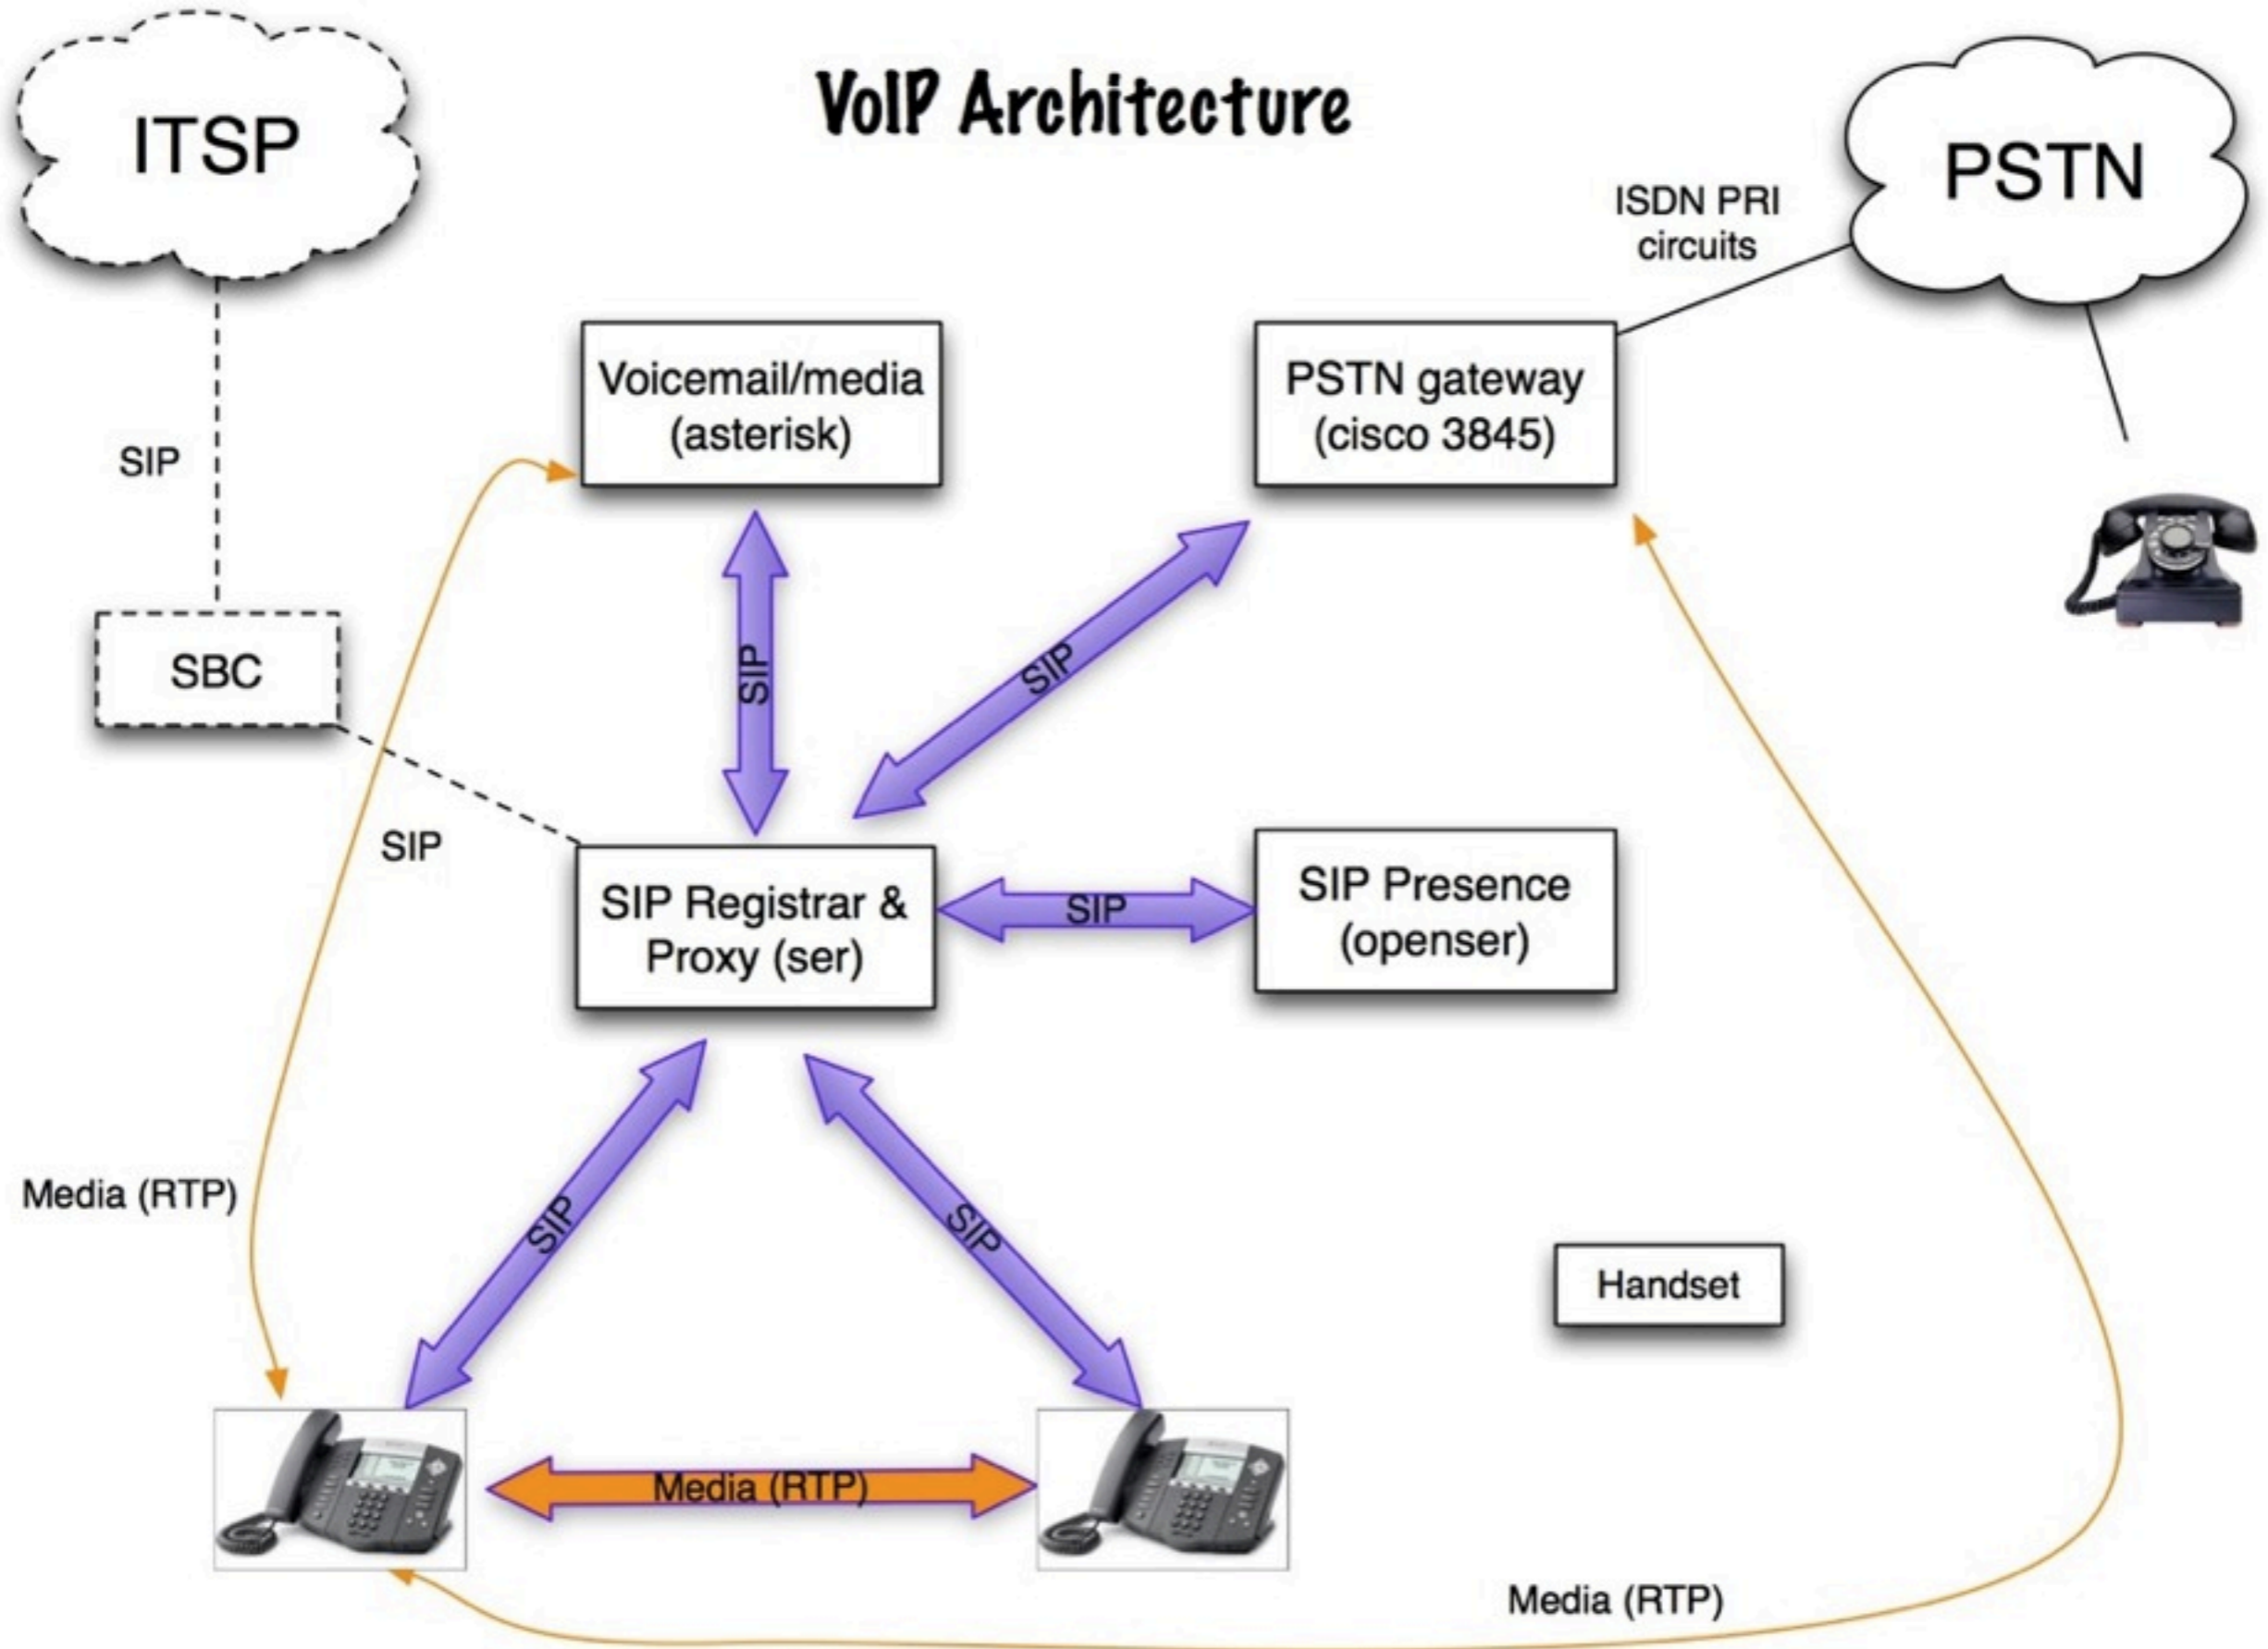 VoIP Architecture
ITSP
PSTN
ISDN PRI
circuits
Voicemail/media
(asterisk)
PSTN gateway
(cisco 3845)
SIP
SBC
SIP
SIP
SIP
SIP Registrar &
Proxy (ser)
SIP
SIP Presence
(openser)
Media (RTP)
SIP
SIP
Handset
Media (RTP)
Media (RTP)